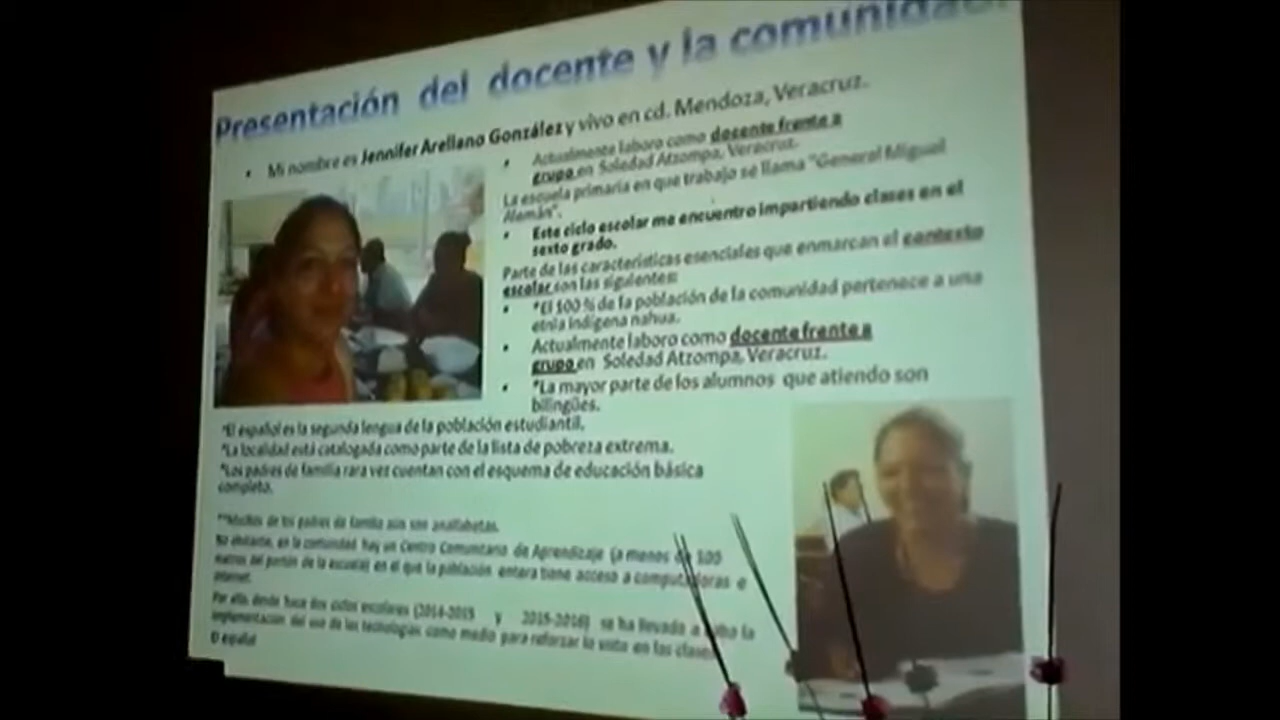 Presentación del docente y la comunidad.
• Mi nombre es Jennifer Arellano González y vivo en cd. Mendoza, Veracruz.
• Actualmente laboro como docente frente a
grupo en Soledad Atzompa, Veracruz.
La escuela primaria en que trabajo se llama "General Miguel
Alemán".
• Este ciclo escolar me encuentro impartiendo clases en el
sexto grado.
Parte de las características esenciales que enmarcan el contexto
escolar son las siguientes:
• *El 100 % de la población de la comunidad pertenece a una
etnia indígena nahua.
• Actualmente laboro como docente frente a
grupo en Soledad Atzompa, Veracruz.
• *La mayor parte de los alumnos que atiendo son
bilingües.
*El español es la segunda lengua de la población estudiantil.
*La localidad está catalogada como parte de la lista de pobreza extrema.
*Los padres de familia rara vez cuentan con el esquema de educación básica
completo.
**Muchos de los padres de familia aún son analfabetas.
No obstante, en la comunidad hay un Centro Comunitario de Aprendizaje (a menos de 100
metros del portón de la escuela) en el que la población entera tiene acceso a computadoras e
internet.
Por ello, desde hace dos ciclos escolares (2014-2015 y 2015-2016) se ha llevado a cabo la
implementación del uso de las tecnologías como medio para reforzar lo visto en las clases.
El español